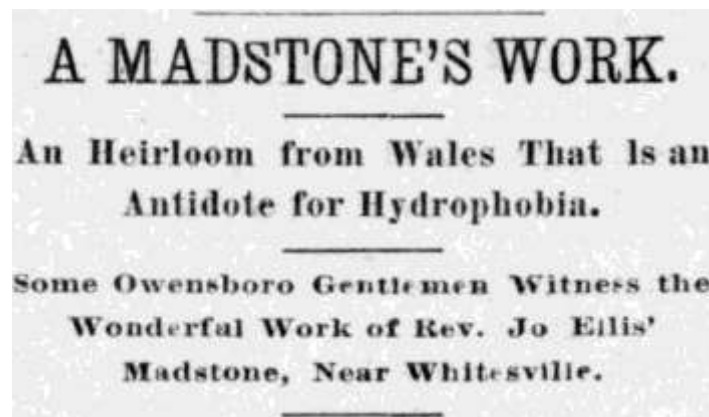 A MADSTONE'S WORK.
An Heirloom from Wales That Is an
Antidote for Hydrophobia.
Some Owensboro Gentlemen Witness the
Wonderful Work of Rev. Jo Ellis'
Madstone, Near Whitesville.